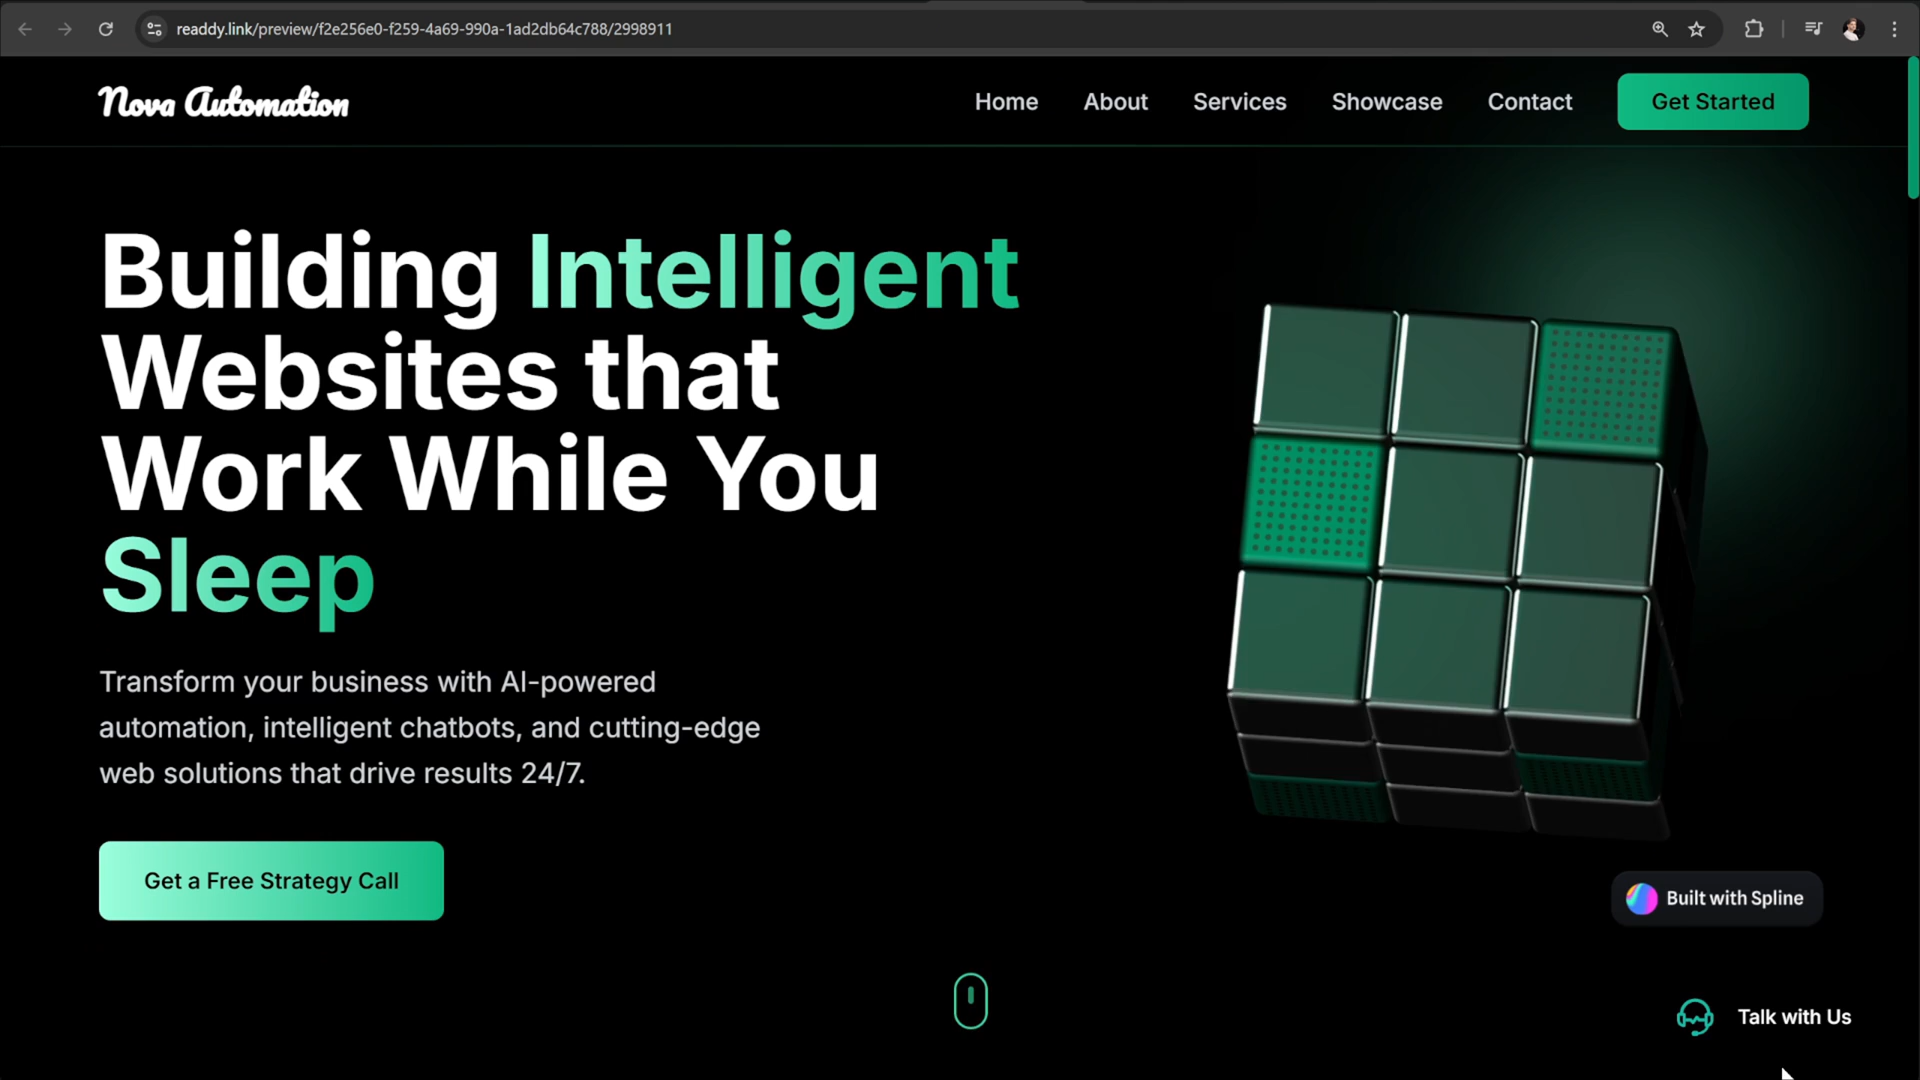 readdy.link/preview/f2e256e0-f259-4a69-990a-1ad2db64c788/2998911
Nova Automation
Home
About
Services
Showcase
Contact
Get Started
Building Intelligent
Websites that
Work While You
Sleep
Transform your business with AI-powered
automation, intelligent chatbots, and cutting-edge
web solutions that drive results 24/7.
Get a Free Strategy Call
Built with Spline
Talk with Us